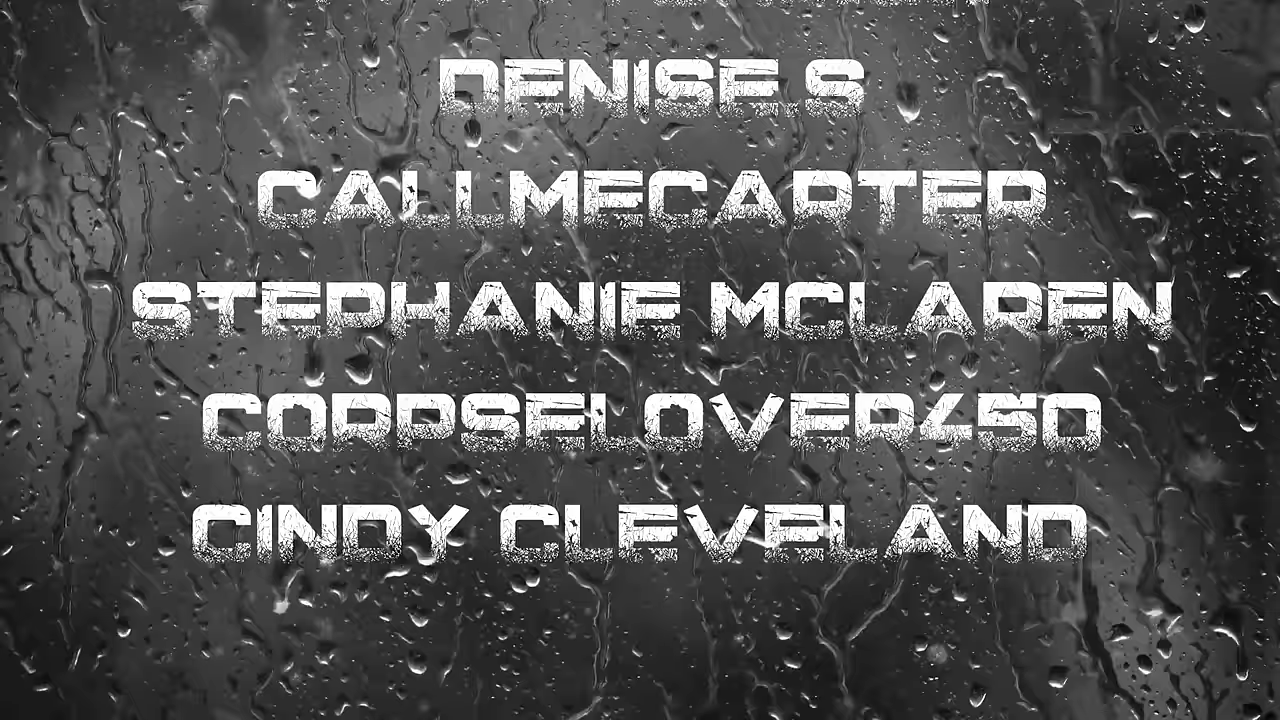 DENISE.S
CALLMECARTER
STEPHANIE MCLAREN
CORPSELOVER450
CINDY CLEVELAND